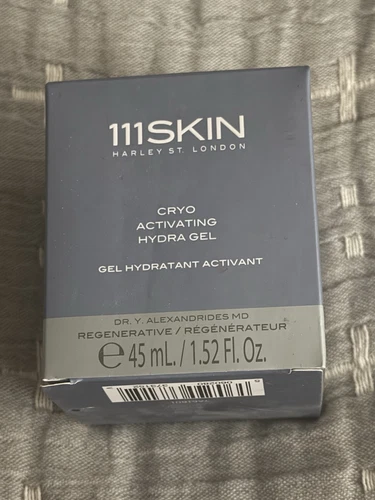 111SKIN
HARLEY ST. LONDON
CRYO
ACTIVATING
HYDRA GEL
GEL HYDRATANT ACTIVANT
DR. Y. ALEXANDRIDES MD
REGENERATIVE / RÉGÉNÉRATEUR
℮ 45 mL. / 1.52 Fl. Oz.